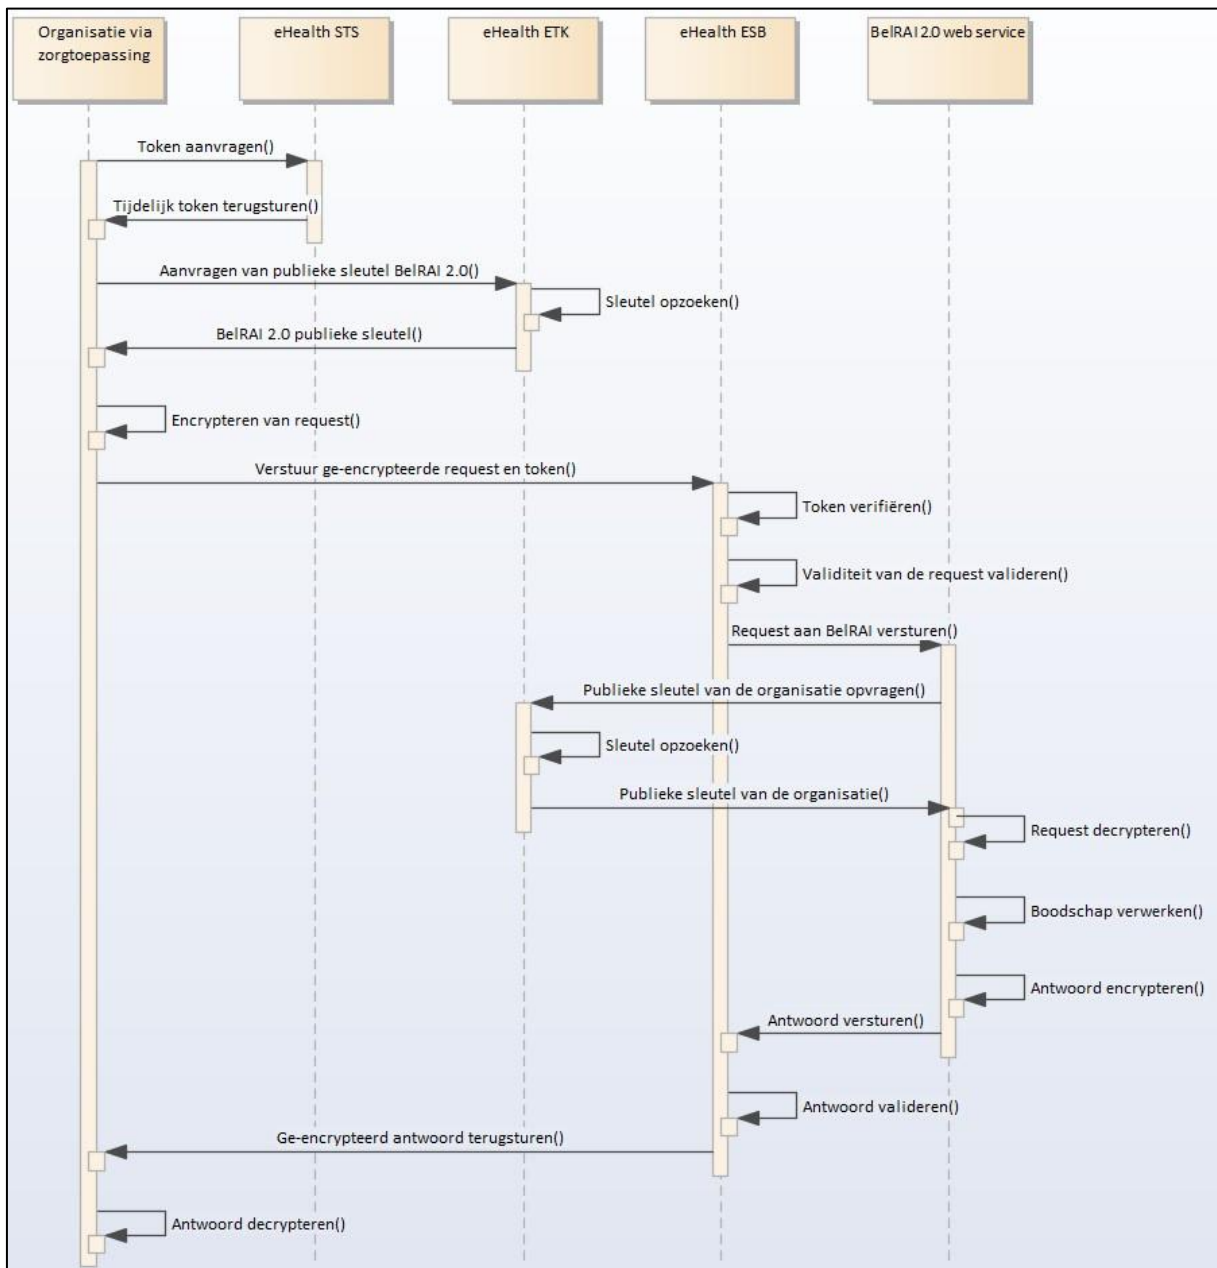 Organisatie via
zorgtoepassing
eHealth STS
eHealth ETK
eHealth ESB
BelRAI 2.0 web service
Token aanvragen()
Tijdelijk token terugsturen()
Aanvragen van publieke sleutel BelRAI 2.0()
Sleutel opzoeken()
BelRAI 2.0 publieke sleutel()
Encrypteren van request()
Verstuur ge-encrypteerde request en token()
Token verifiëren()
Validiteit van de request valideren()
Request aan BelRAI versturen()
Publieke sleutel van de organisatie opvragen()
Sleutel opzoeken()
Publieke sleutel van de organisatie()
Request decrypteren()
Boodschap verwerken()
Antwoord encrypteren()
Antwoord versturen()
Antwoord valideren()
Ge-encrypteerd antwoord terugsturen()
Antwoord decrypteren()